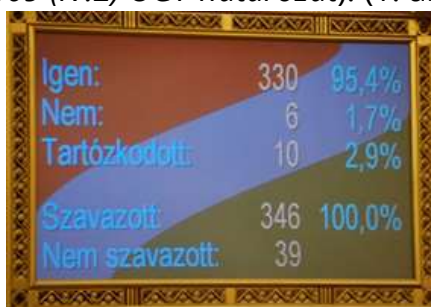 Igen: 330 95,4%
Nem: 6 1,7%
Tartózkodott: 10 2,9%
Szavazott: 346 100,0%
Nem szavazott: 39